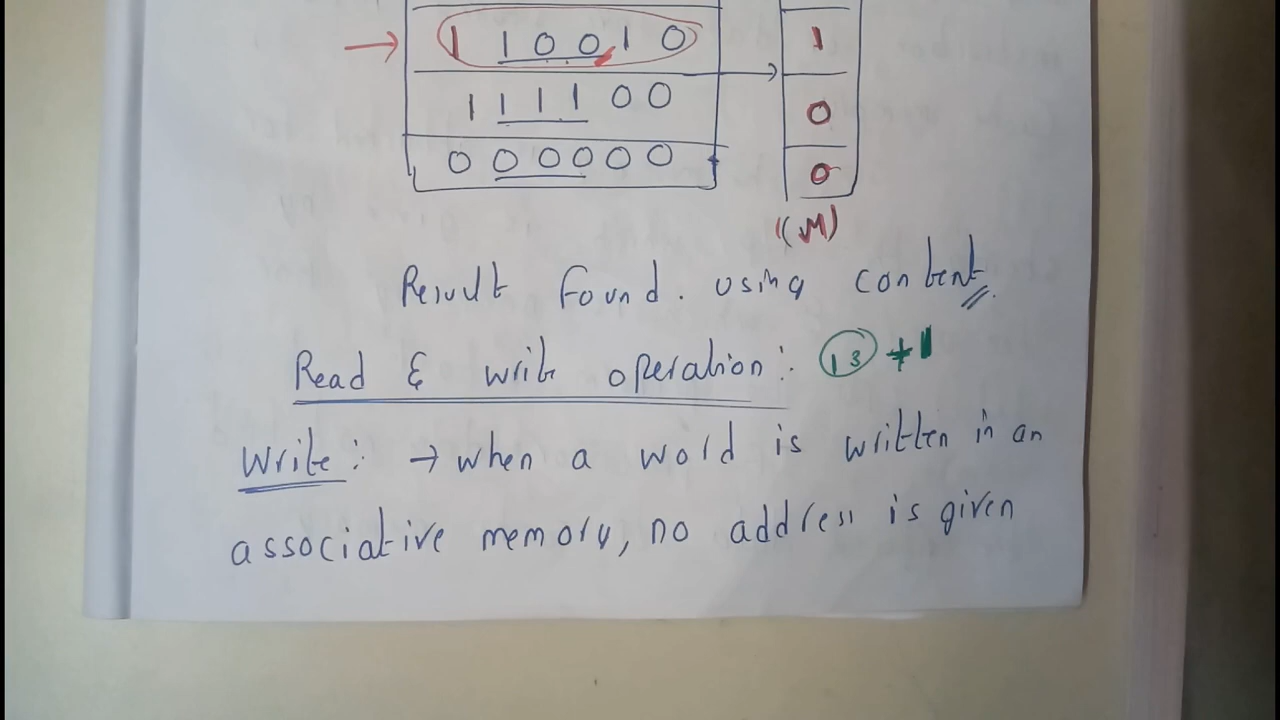 1 1 0 0 1 0 1
1 1 1 1 0 0 0
0 0 0 0 0 0 0
(M)
Result found. using content
Read & write operation: 13 +1
Write: → when a word is written in an
associative memory, no address is given